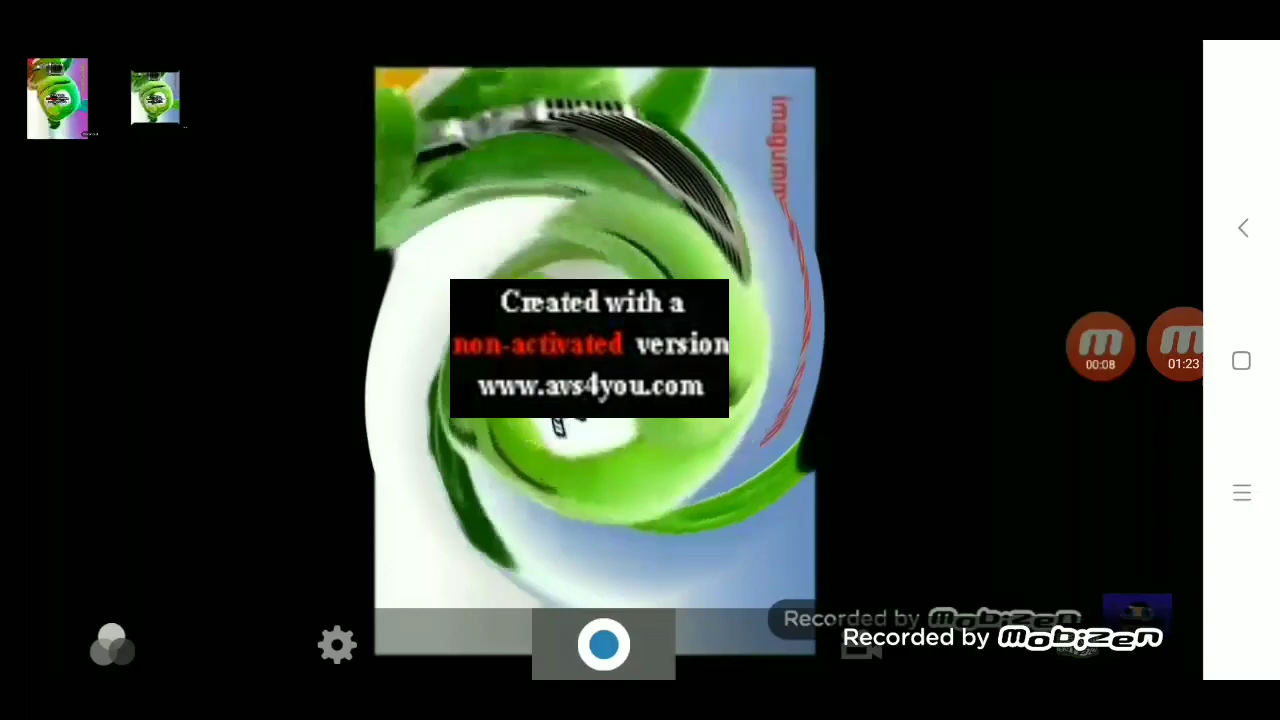 imagumm
Created with a
non-activated version
www.avs4you.com
00:08
01:23
Recorded by mobizen
Recorded by mobizen